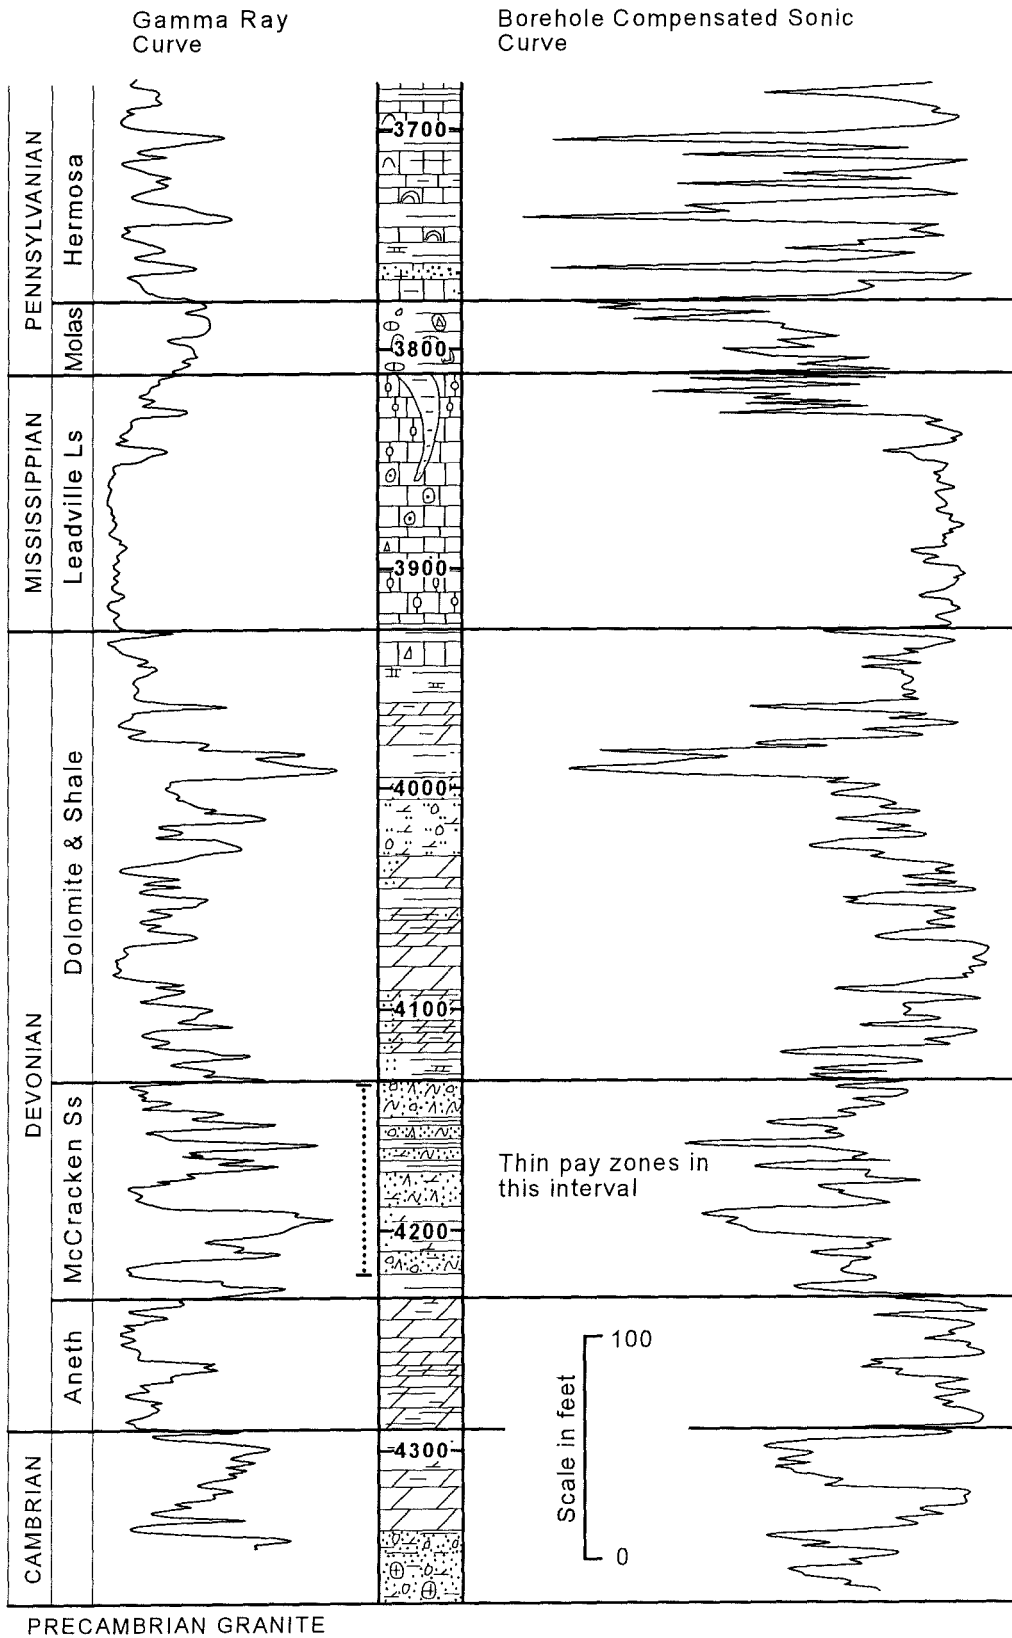 Gamma Ray
Curve
Borehole Compensated Sonic
Curve
PENNSYLVANIAN
Hermosa
Molas
MISSISSIPPIAN
Leadville Ls
DEVONIAN
Dolomite & Shale
McCracken Ss
Aneth
CAMBRIAN
3700
3800
3900
4000
4100
4200
4300
Thin pay zones in
this interval
Scale in feet
100
0
PRECAMBRIAN GRANITE